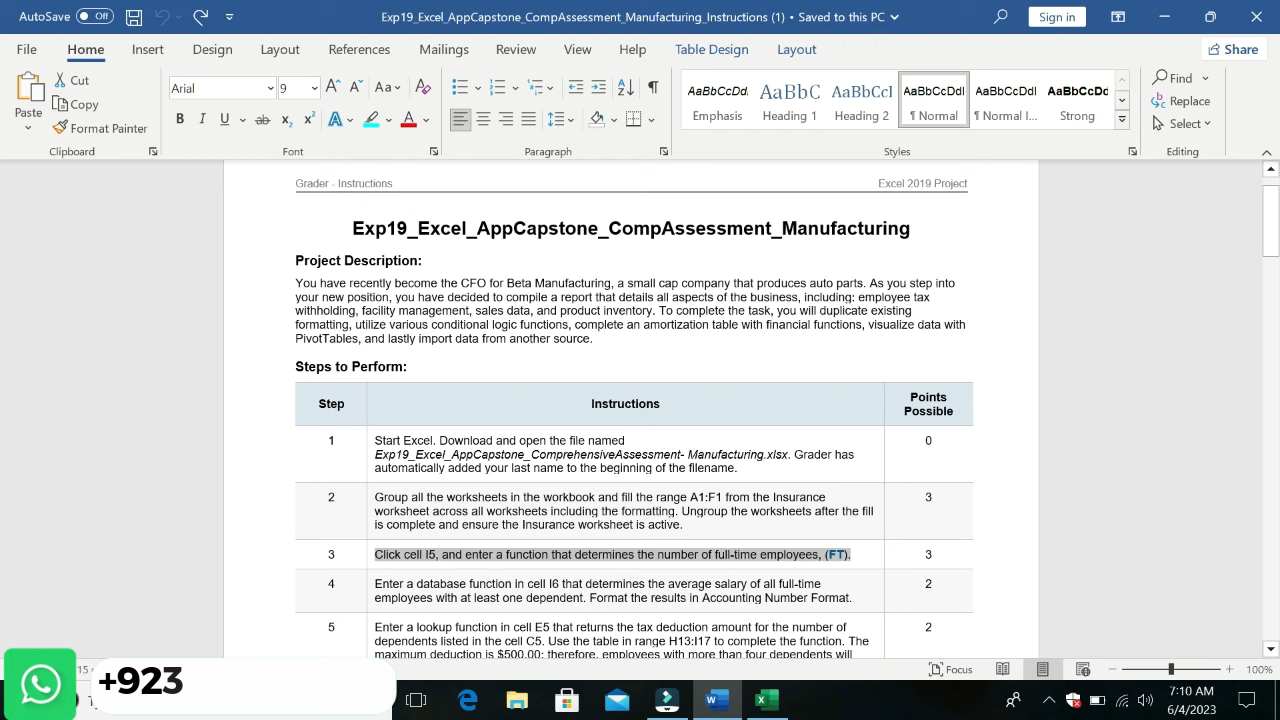 AutoSave Off Exp19_Excel_AppCapstone_CompAssessment_Manufacturing_Instructions (1) • Saved to this PC Sign in
File Home Insert Design Layout References Mailings Review View Help Table Design Layout Share
Paste Cut Copy Format Painter
Arial 9 Aa
AaBbCcDd. AaBbC AaBbCcI AaBbCcDdI AaBbCcDdI AaBbCcDc
Emphasis Heading 1 Heading 2 ¶ Normal ¶ Normal I... Strong
Find Replace Select
Clipboard Font Paragraph Styles Editing
Grader - Instructions Excel 2019 Project
Exp19_Excel_AppCapstone_CompAssessment_Manufacturing
Project Description:
You have recently become the CFO for Beta Manufacturing, a small cap company that produces auto parts. As you step into
your new position, you have decided to compile a report that details all aspects of the business, including: employee tax
withholding, facility management, sales data, and product inventory. To complete the task, you will duplicate existing
formatting, utilize various conditional logic functions, complete an amortization table with financial functions, visualize data with
PivotTables, and lastly import data from another source.
Steps to Perform:
Step Instructions Points Possible
1 Start Excel. Download and open the file named 0
Exp19_Excel_AppCapstone_ComprehensiveAssessment- Manufacturing.xlsx. Grader has
automatically added your last name to the beginning of the filename.
2 Group all the worksheets in the workbook and fill the range A1:F1 from the Insurance 3
worksheet across all worksheets including the formatting. Ungroup the worksheets after the fill
is complete and ensure the Insurance worksheet is active.
3 Click cell I5, and enter a function that determines the number of full-time employees, (FT). 3
4 Enter a database function in cell I6 that determines the average salary of all full-time 2
employees with at least one dependent. Format the results in Accounting Number Format.
5 Enter a lookup function in cell E5 that returns the tax deduction amount for the number of 2
dependents listed in the cell C5. Use the table in range H13:I17 to complete the function. The
maximum deduction is $500.00; therefore, employees with more than four dependents will
15 Focus 100%
+923
7:10 AM
6/4/2023